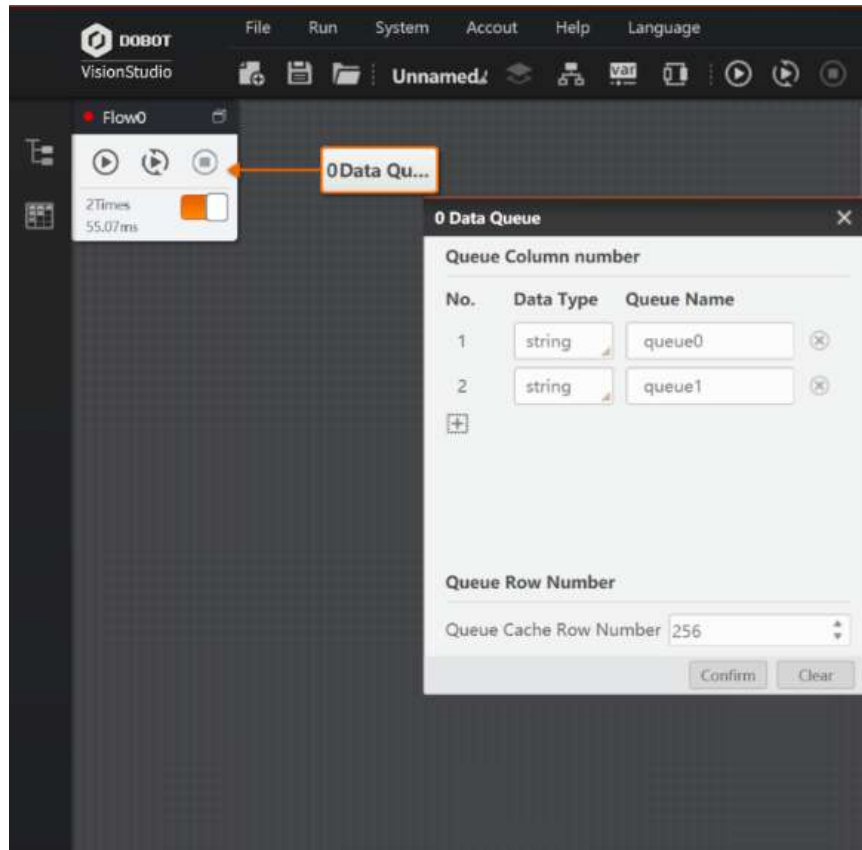 File Run System Accout Help Language
DOBOT
VisionStudio
Unnamed
var
Flow0
0Data Qu...
2Times
55.07ms
0 Data Queue
Queue Column number
No. Data Type Queue Name
1 string queue0
2 string queue1
Queue Row Number
Queue Cache Row Number 256
Confirm Clear